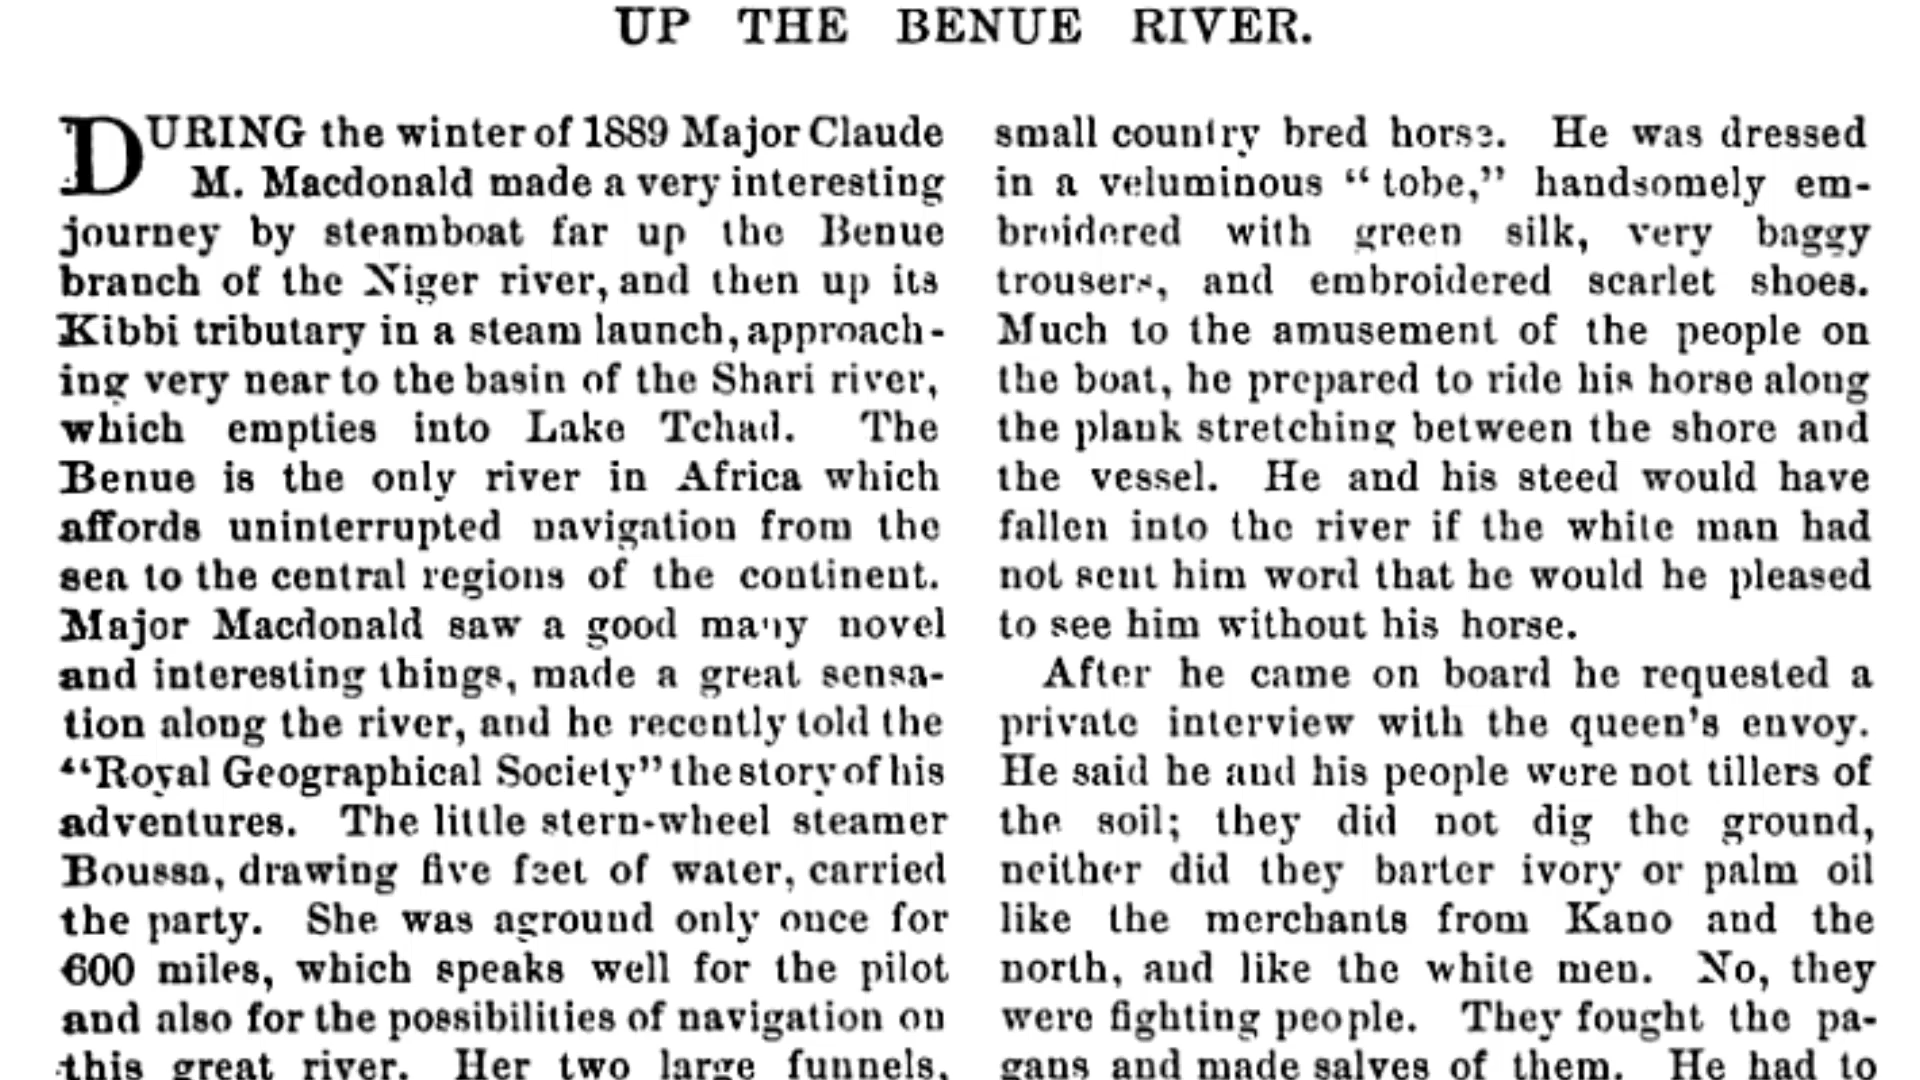 UP THE BENUE RIVER.
DURING the winter of 1889 Major Claude
M. Macdonald made a very interesting
journey by steamboat far up the Benue
branch of the Niger river, and then up its
Kibbi tributary in a steam launch, approach-
ing very near to the basin of the Shari river,
which empties into Lake Tchad. The
Benue is the only river in Africa which
affords uninterrupted navigation from the
sea to the central regions of the continent.
Major Macdonald saw a good many novel
and interesting things, made a great sensa-
tion along the river, and he recently told the
“Royal Geographical Society” the story of his
adventures. The little stern-wheel steamer
Boussa, drawing five feet of water, carried
the party. She was aground only once for
600 miles, which speaks well for the pilot
and also for the possibilities of navigation on
this great river. Her two large funnels,
small country bred horse. He was dressed
in a veluminous “tobe,” handsomely em-
broidered with green silk, very baggy
trousers, and embroidered scarlet shoes.
Much to the amusement of the people on
the boat, he prepared to ride his horse along
the plank stretching between the shore and
the vessel. He and his steed would have
fallen into the river if the white man had
not sent him word that he would he pleased
to see him without his horse.
After he came on board he requested a
private interview with the queen's envoy.
He said he and his people were not tillers of
the soil; they did not dig the ground,
neither did they barter ivory or palm oil
like the merchants from Kano and the
north, and like the white men. No, they
were fighting people. They fought the pa-
gans and made salves of them. He had to